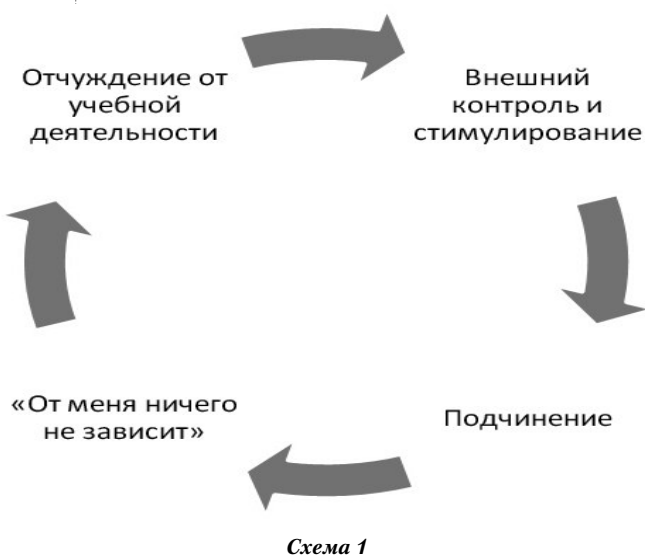 Отчуждение от
учебной
деятельности
Внешний
контроль и
стимулирование
Подчинение
«От меня ничего
не зависит»
Схема 1